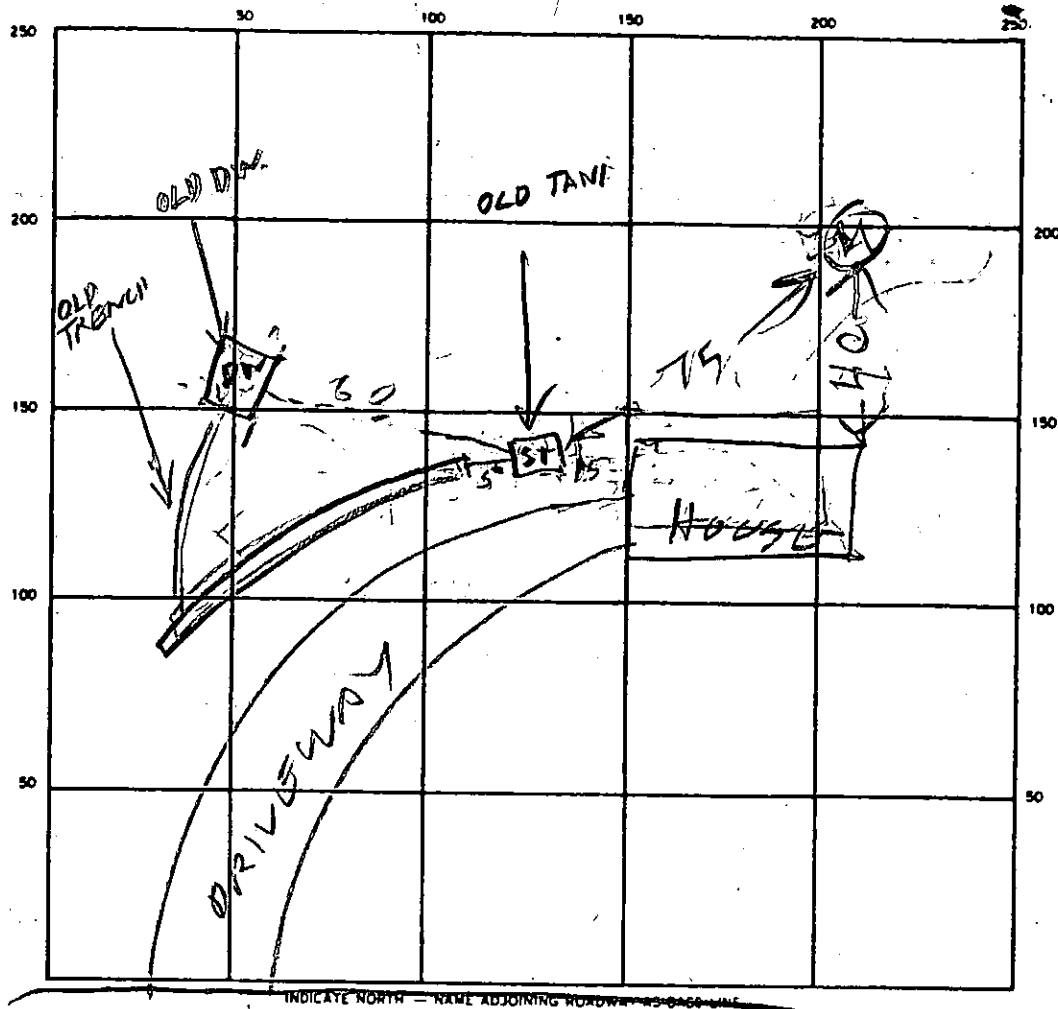 50 100 150 200 250
250
OLD TANK
OLD DW.
200 200
OLD
TRENCH
DW
75
40
60
150 150
ST
5
15
HOUSE
100 100
50 50
DRIVEWAY
INDICATE NORTH — NAME ADJOINING ROADWAY AS BASE LINE